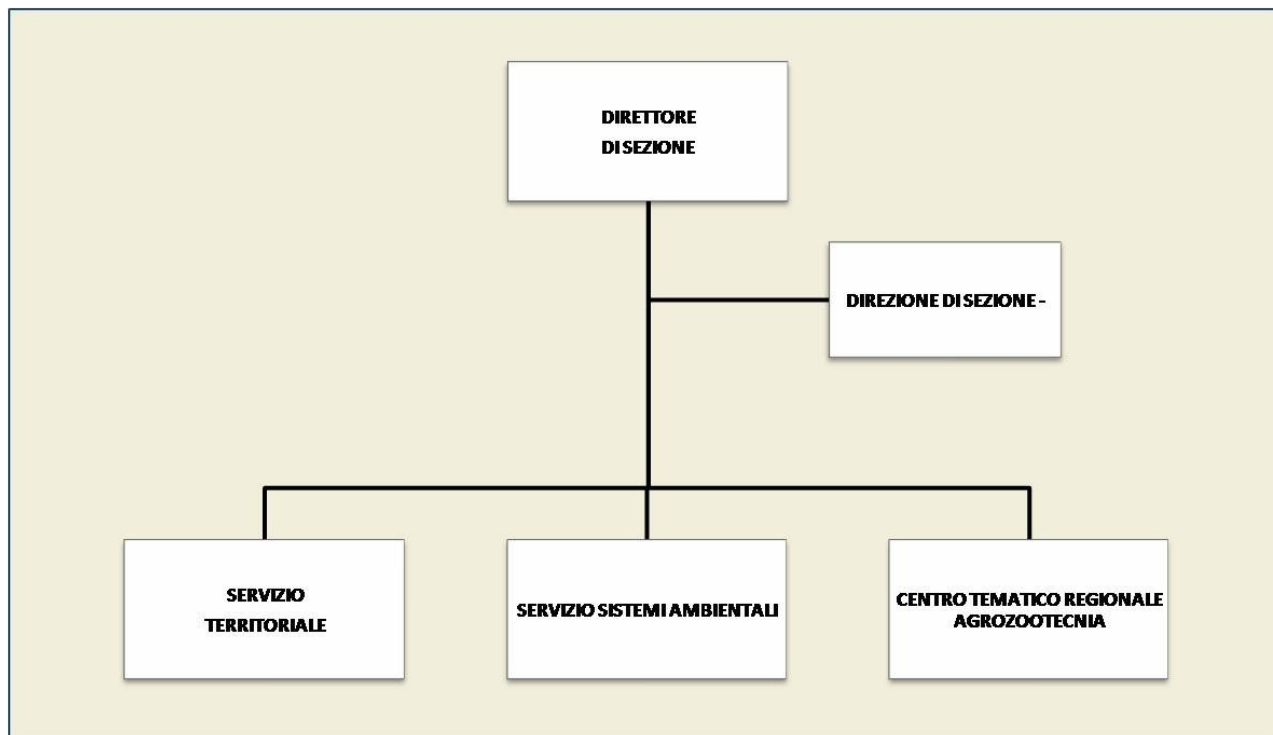 DIRETTORE
DI SEZIONE
DIREZIONE DI SEZIONE -
SERVIZIO
TERRITORIALE
SERVIZIO SISTEMI AMBIENTALI
CENTRO TEMATICO REGIONALE
AGROZOOTECNIA